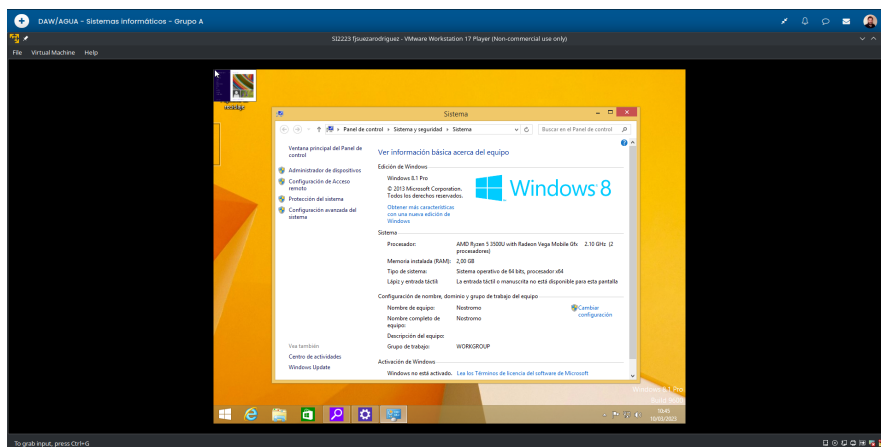 DAW/AGUA - Sistemas informáticos - Grupo A
SI2223 fjsuezarodriguez - VMware Workstation 17 Player (Non-commercial use only)
File Virtual Machine Help
Sistema
Panel de control Sistema y seguridad Sistema
Buscar en el Panel de control
Ventana principal del Panel de
control
Administrador de dispositivos
Configuración de Acceso
remoto
Protección del sistema
Configuración avanzada del
sistema
Vea también
Centro de actividades
Windows Update
Ver información básica acerca del equipo
Edición de Windows
Windows 8.1 Pro
© 2013 Microsoft Corporation.
Todos los derechos reservados.
Obtener más características
con una nueva edición de
Windows
Windows 8
Sistema
Procesador: AMD Ryzen 5 3500U with Radeon Vega Mobile Gfx 2.10 GHz (2
procesadores)
Memoria instalada (RAM): 2,00 GB
Tipo de sistema: Sistema operativo de 64 bits, procesador x64
Lápiz y entrada táctil: La entrada táctil o manuscrita no está disponible para esta pantalla
Configuración de nombre, dominio y grupo de trabajo del equipo
Nombre de equipo: Nostromo
Cambiar
configuración
Nombre completo de
equipo: Nostromo
Descripción del equipo:
Grupo de trabajo: WORKGROUP
Activación de Windows
Windows no está activado. Lea los Términos de licencia del software de Microsoft
Windows 8.1 Pro
10:45
To grab input, press Ctrl+G